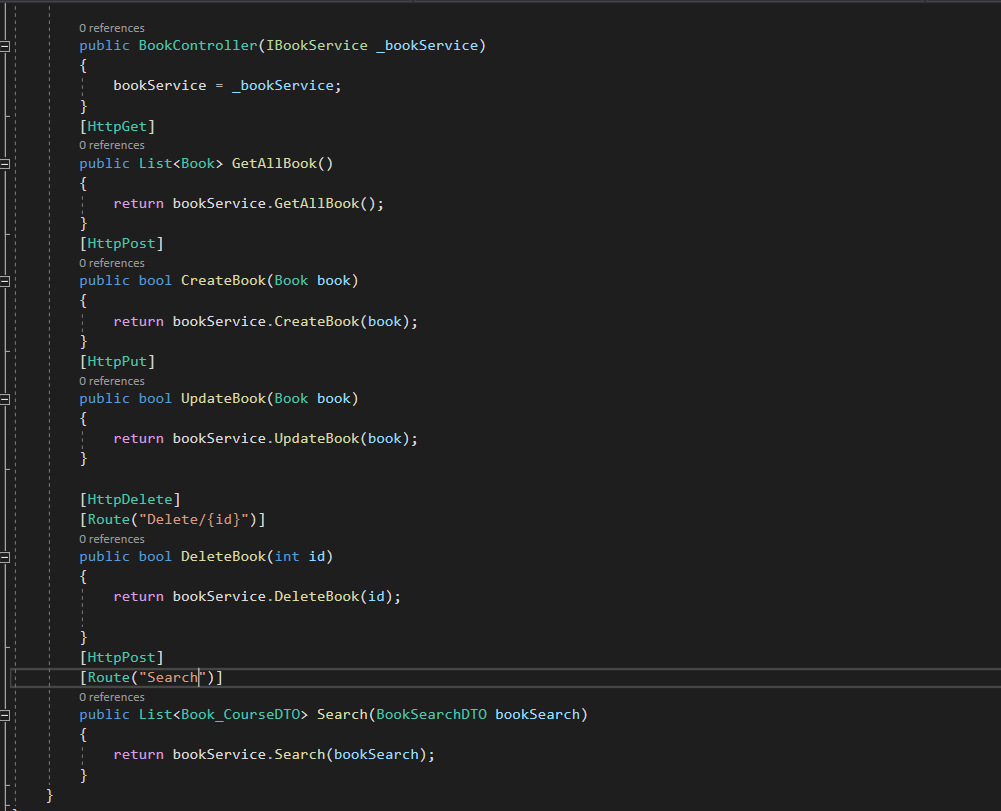 0 references
public BookController(IBookService _bookService)
{
bookService = _bookService;
}
[HttpGet]
0 references
public List<Book> GetAllBook()
{
return bookService.GetAllBook();
}
[HttpPost]
0 references
public bool CreateBook(Book book)
{
return bookService.CreateBook(book);
}
[HttpPut]
0 references
public bool UpdateBook(Book book)
{
return bookService.UpdateBook(book);
}
[HttpDelete]
[Route("Delete/{id}")]
0 references
public bool DeleteBook(int id)
{
return bookService.DeleteBook(id);
}
[HttpPost]
[Route("Search")]
0 references
public List<Book_CourseDTO> Search(BookSearchDTO bookSearch)
{
return bookService.Search(bookSearch);
}
}